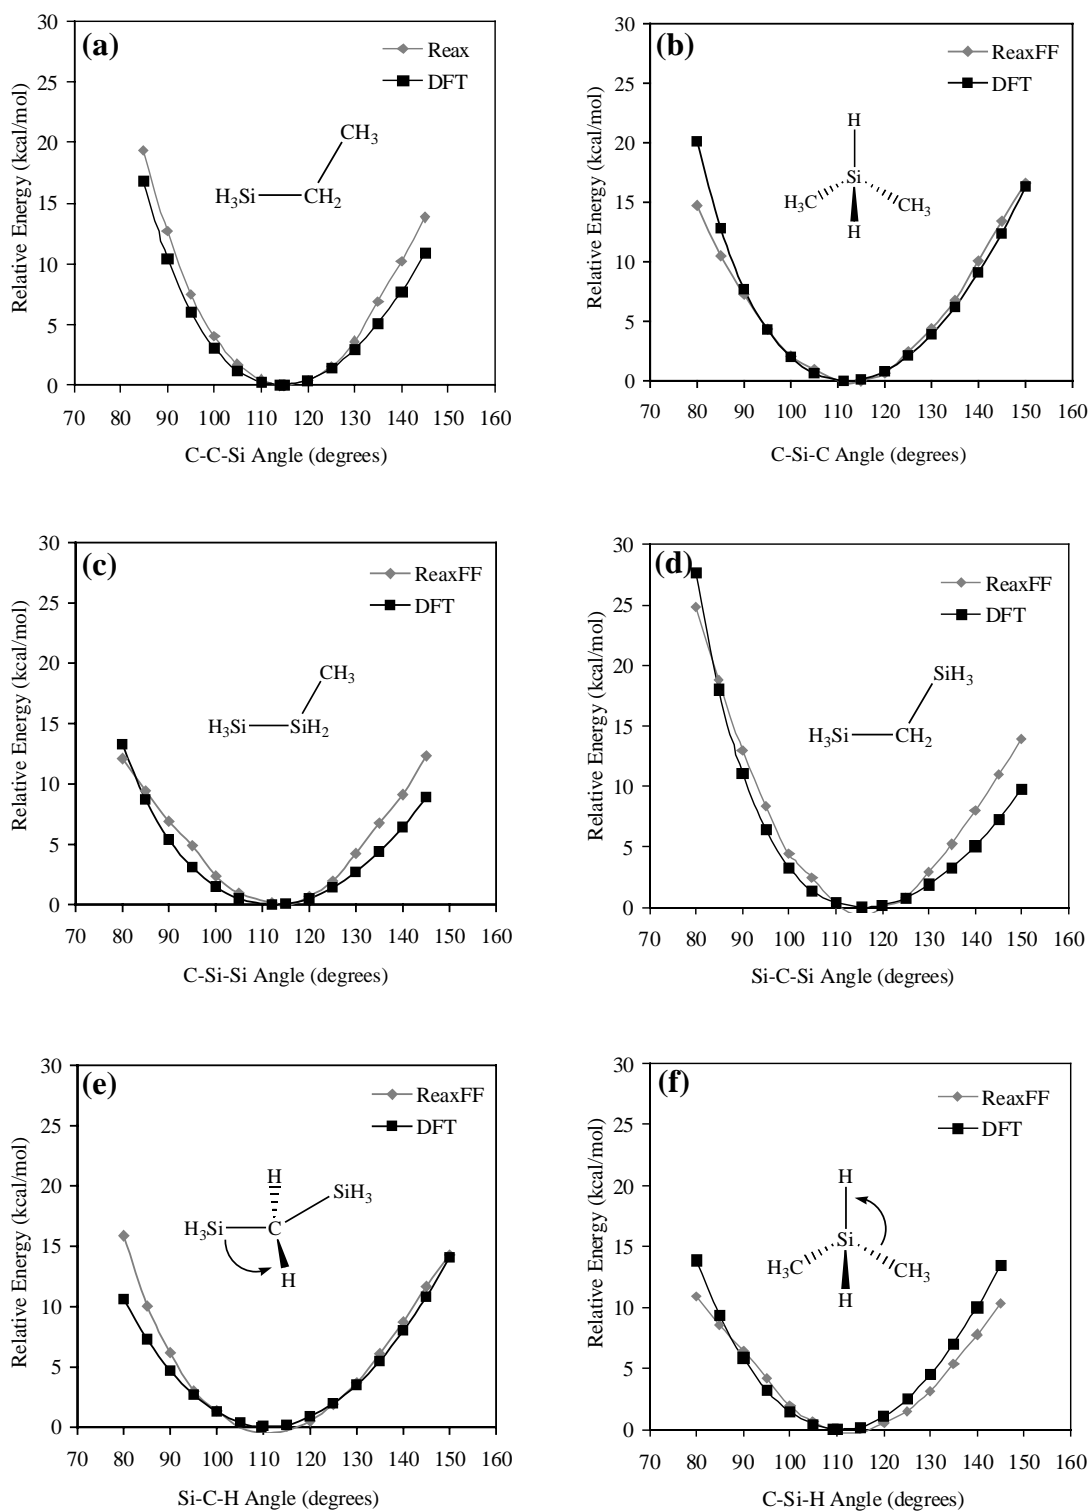 (a)
Reax
DFT
CH3
H3Si
CH2
30
25
20
15
10
5
0
70 80 90 100 110 120 130 140 150 160
Relative Energy (kcal/mol)
C-C-Si Angle (degrees)
(b)
ReaxFF
DFT
H
Si
H3C
CH3
H
30
25
20
15
10
5
0
70 80 90 100 110 120 130 140 150 160
Relative Energy (kcal/mol)
C-Si-C Angle (degrees)
(c)
ReaxFF
DFT
CH3
H3Si
SiH2
30
25
20
15
10
5
0
70 80 90 100 110 120 130 140 150 160
Relative Energy (kcal/mol)
C-Si-Si Angle (degrees)
(d)
ReaxFF
DFT
SiH3
H3Si
CH2
30
25
20
15
10
5
0
70 80 90 100 110 120 130 140 150 160
Relative Energy (kcal/mol)
Si-C-Si Angle (degrees)
(e)
ReaxFF
DFT
H
SiH3
H3Si
C
H
30
25
20
15
10
5
0
70 80 90 100 110 120 130 140 150 160
Relative Energy (kcal/mol)
Si-C-H Angle (degrees)
(f)
ReaxFF
DFT
H
Si
H3C
CH3
H
30
25
20
15
10
5
0
70 80 90 100 110 120 130 140 150 160
Relative Energy (kcal/mol)
C-Si-H Angle (degrees)